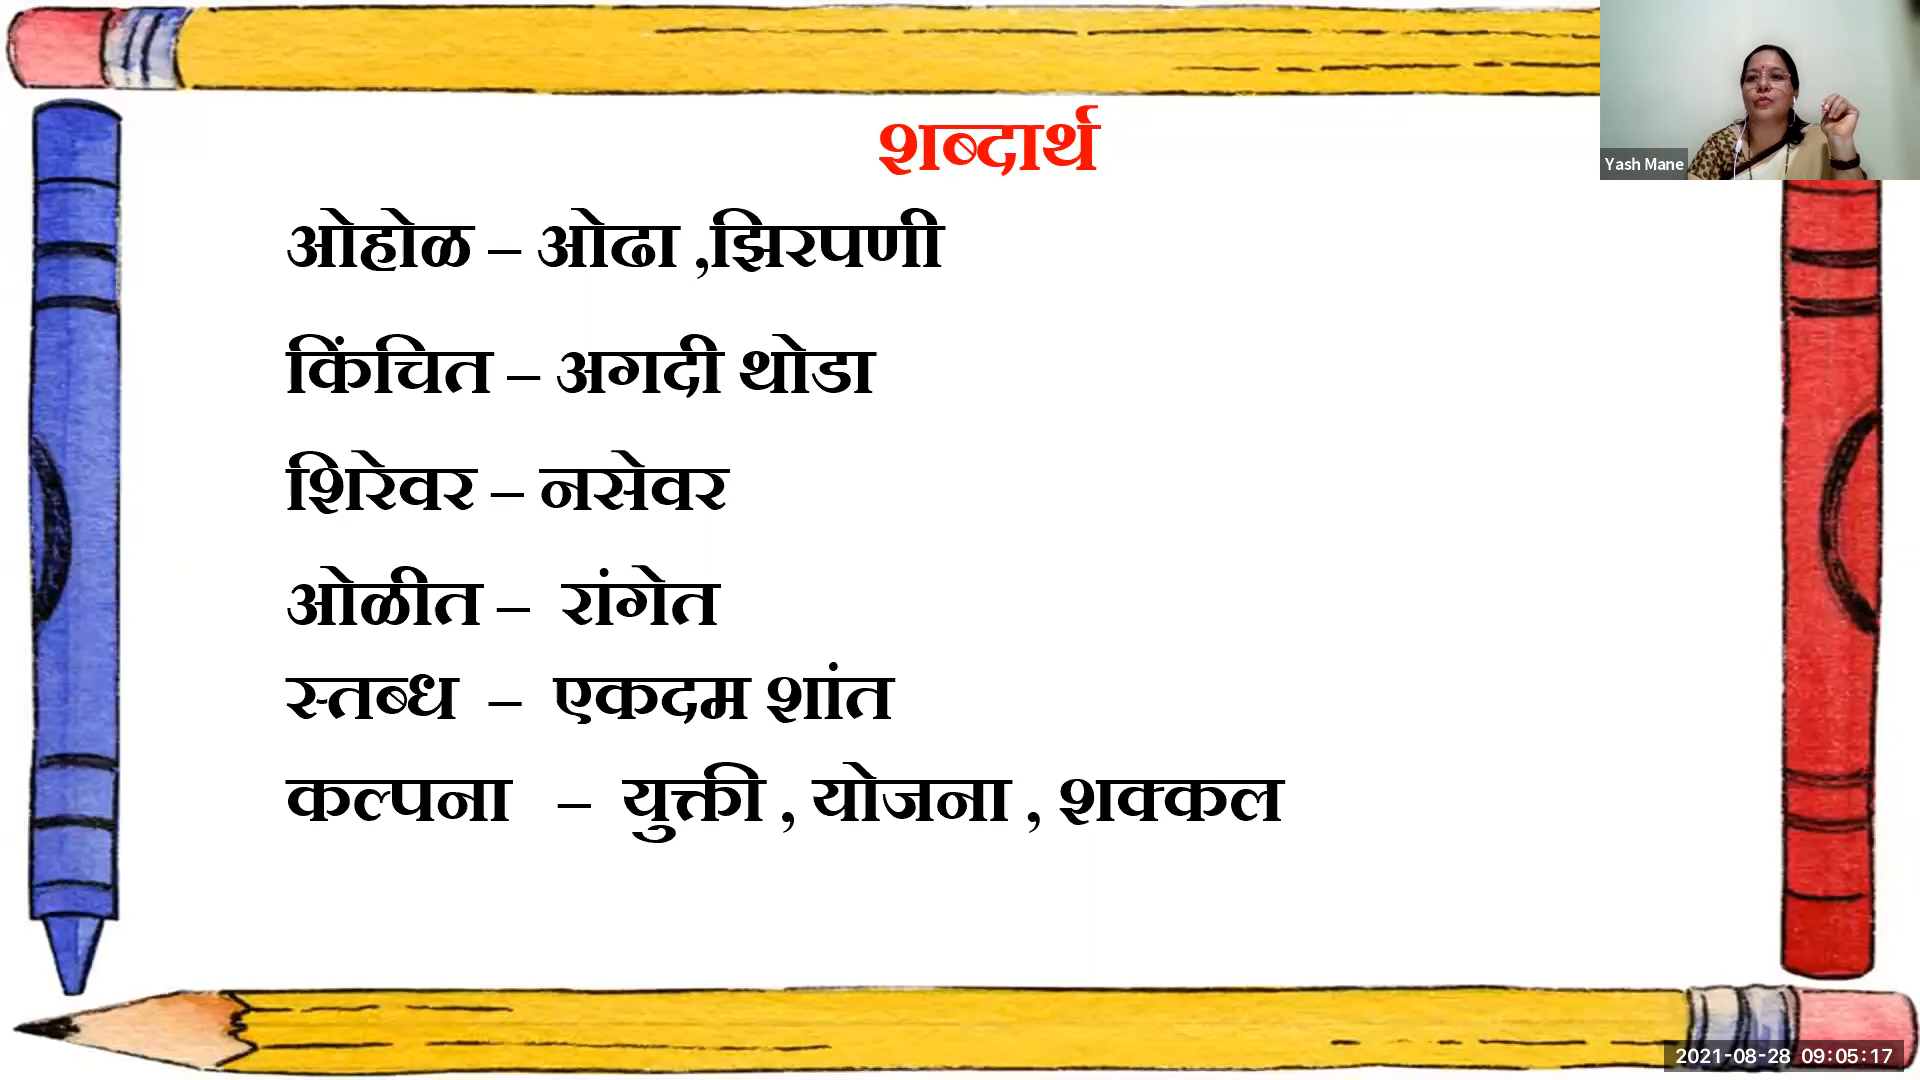 शब्दार्थ
Yash Mane
ओहोळ – ओढा ,झिरपणी
किंचित – अगदी थोडा
शिरेवर – नसेवर
ओळीत – रांगेत
स्तब्ध – एकदम शांत
कल्पना – युक्ती , योजना , शक्कल
2021-08-28 09:05:17